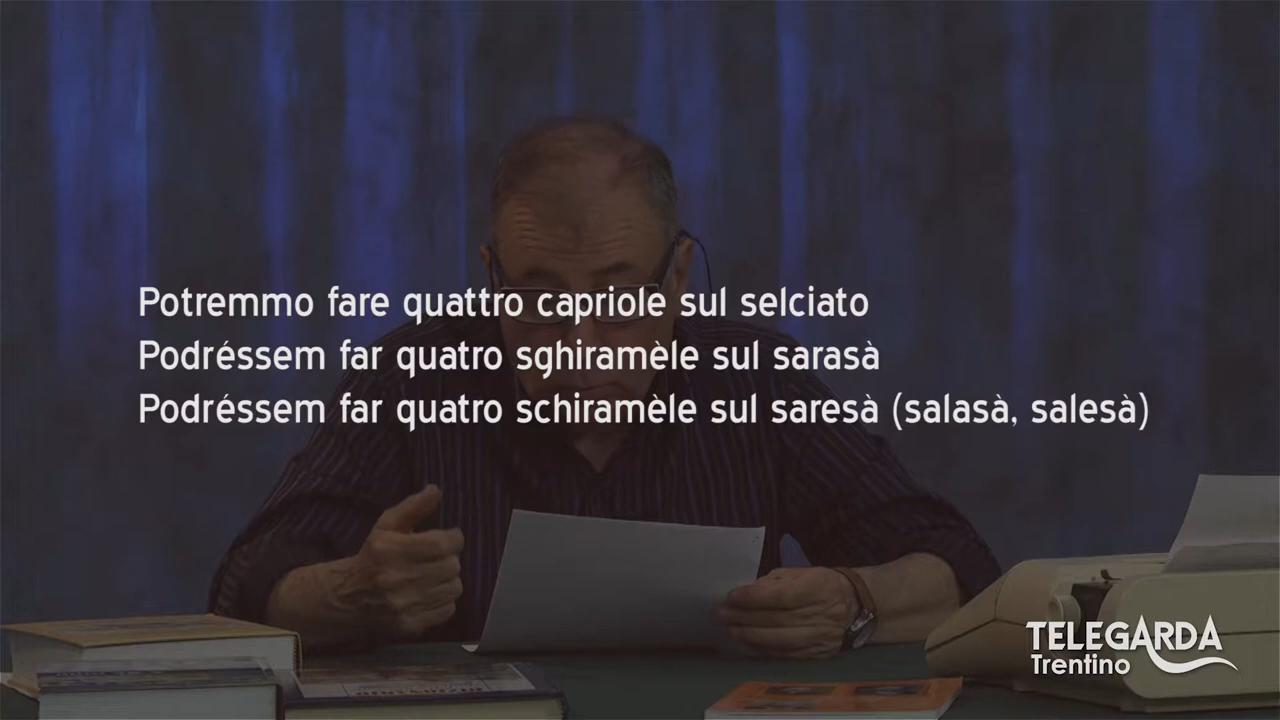 Potremmo fare quattro capriole sul selciato
Podréssem far quatro sghiramèle sul sarasà
Podréssem far quatro schiramèle sul saresà (salasà, salesà)
TELEGARDA
Trentino